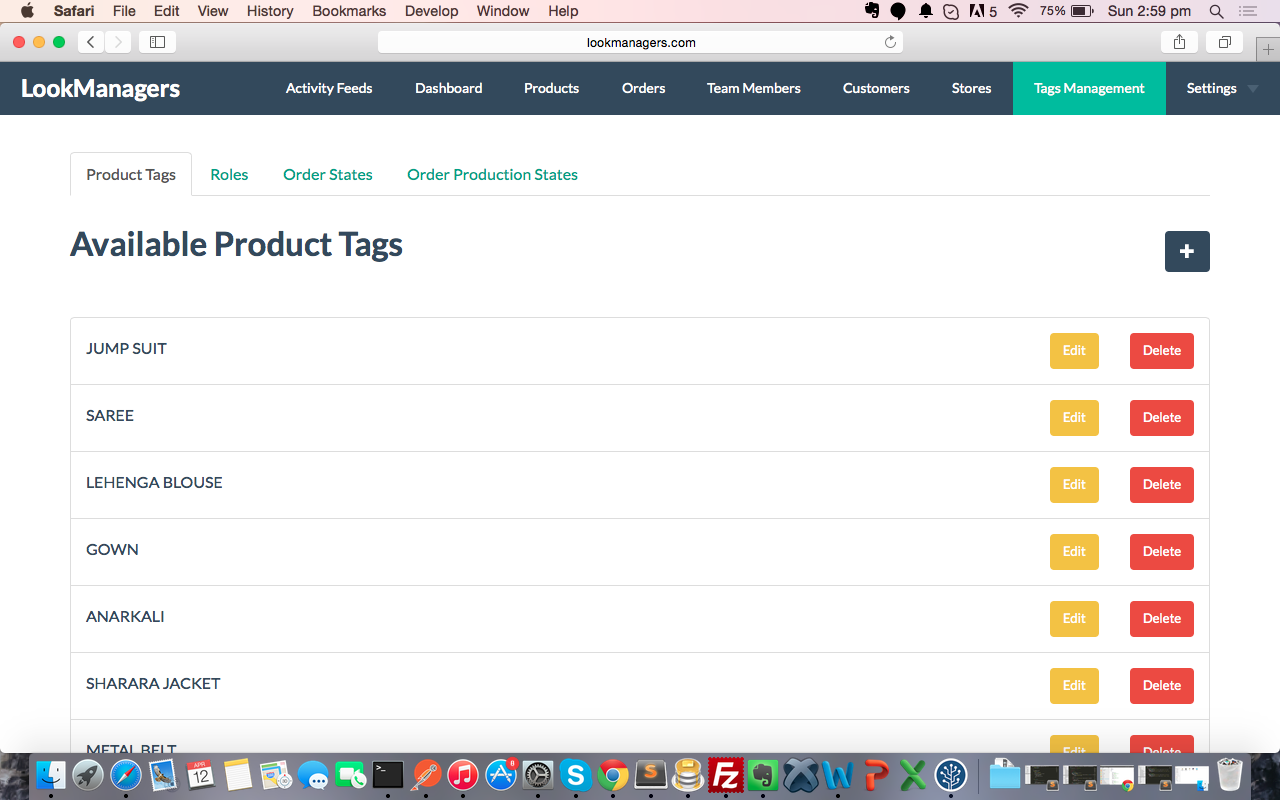 Safari File Edit View History Bookmarks Develop Window Help 5 75% Sun 2:59 pm
lookmanagers.com
LookManagers Activity Feeds Dashboard Products Orders Team Members Customers Stores Tags Management Settings
Product Tags Roles Order States Order Production States
Available Product Tags +
JUMP SUIT Edit Delete
SAREE Edit Delete
LEHENGA BLOUSE Edit Delete
GOWN Edit Delete
ANARKALI Edit Delete
SHARARA JACKET Edit Delete
METAL BELT Edit Delete
APR 8
12